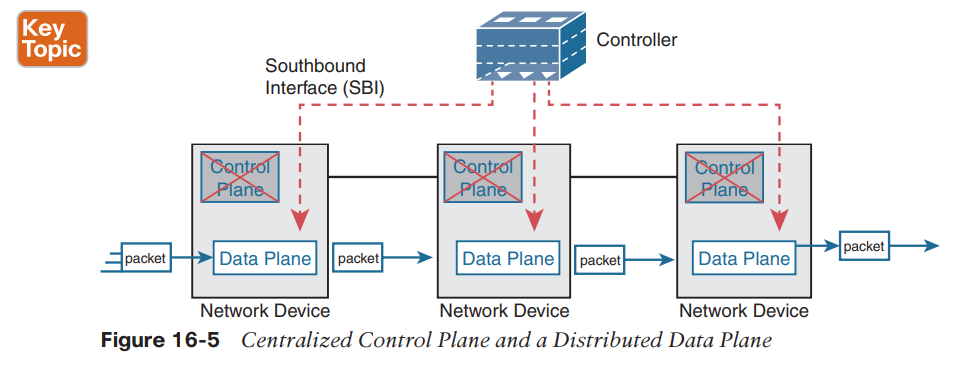 Key
Topic
Controller
Southbound
Interface (SBI)
Control
Plane
Control
Plane
Control
Plane
packet
Data Plane
packet
Data Plane
packet
Data Plane
packet
Network Device
Network Device
Network Device
Figure 16-5 Centralized Control Plane and a Distributed Data Plane